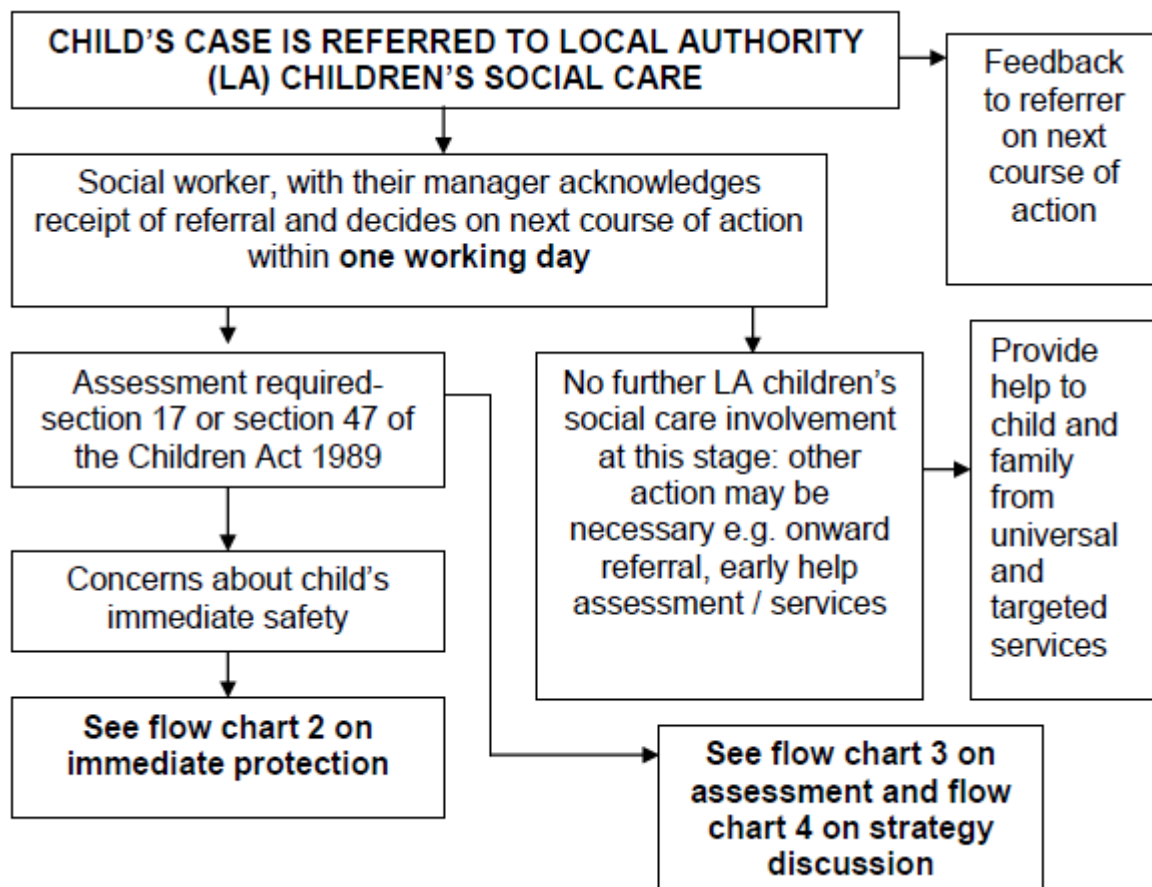 CHILD'S CASE IS REFERRED TO LOCAL AUTHORITY
(LA) CHILDREN'S SOCIAL CARE
Feedback
to referrer
on next
course of
action
Social worker, with their manager acknowledges
receipt of referral and decides on next course of action
within one working day
Assessment required-
section 17 or section 47 of
the Children Act 1989
No further LA children's
social care involvement
at this stage: other
action may be
necessary e.g. onward
referral, early help
assessment / services
Provide
help to
child and
family
from
universal
and
targeted
services
Concerns about child's
immediate safety
See flow chart 2 on
immediate protection
See flow chart 3 on
assessment and flow
chart 4 on strategy
discussion